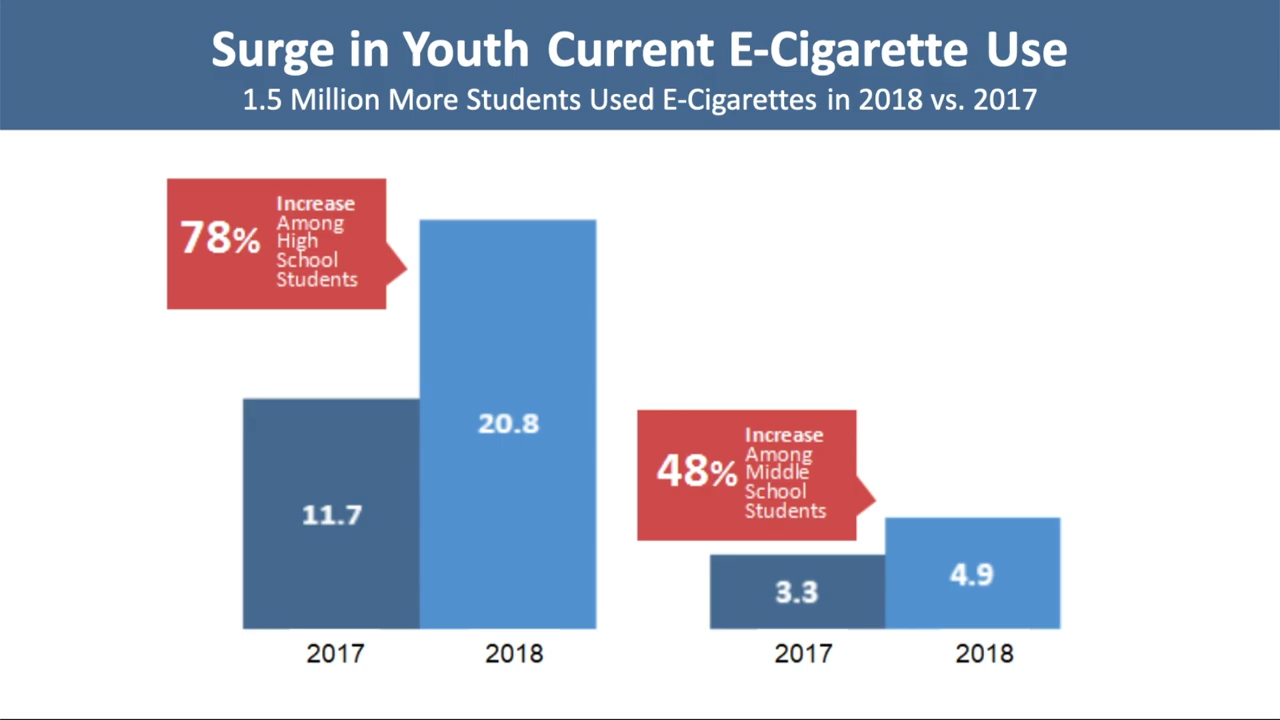 Surge in Youth Current E-Cigarette Use
1.5 Million More Students Used E-Cigarettes in 2018 vs. 2017
78%
Increase
Among
High
School
Students
11.7
20.8
2017
2018
48%
Increase
Among
Middle
School
Students
3.3
4.9
2017
2018